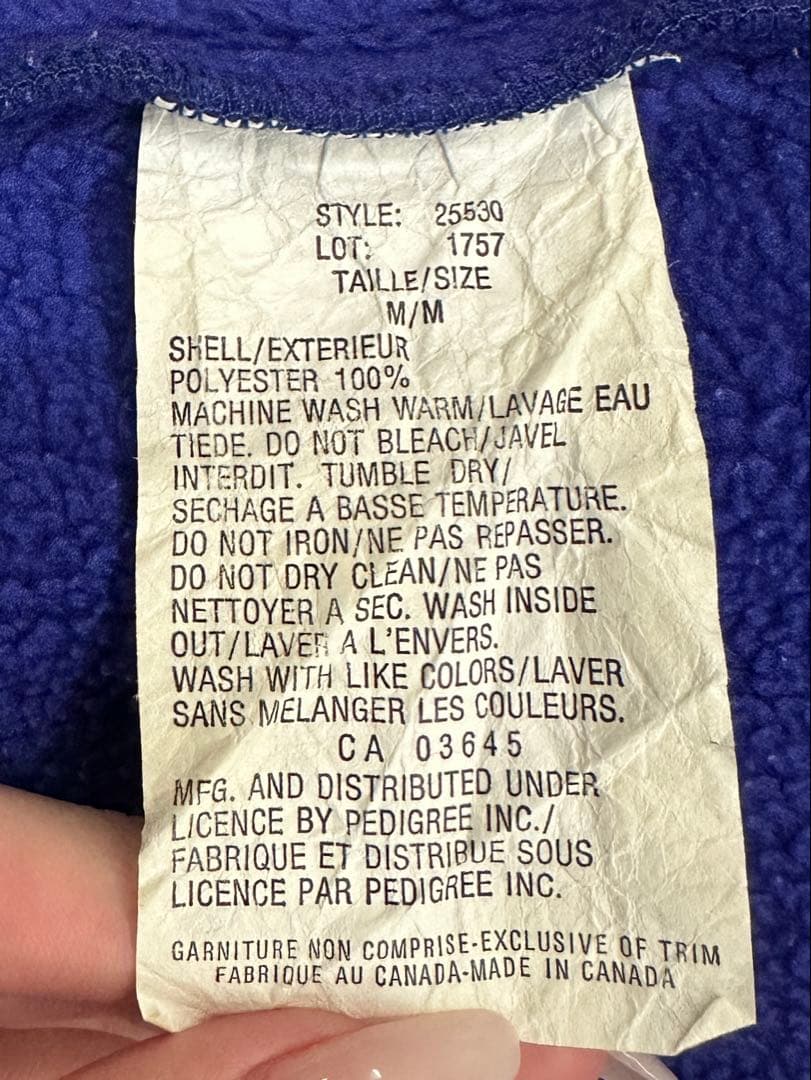 STYLE: 25530
LOT: 1757
TAILLE/SIZE
M/M
SHELL/EXTERIEUR
POLYESTER 100%
MACHINE WASH WARM/LAVAGE EAU
TIEDE. DO NOT BLEACH/JAVEL
INTERDIT. TUMBLE DRY/
SECHAGE A BASSE TEMPERATURE.
DO NOT IRON/NE PAS REPASSER.
DO NOT DRY CLEAN/NE PAS
NETTOYER A SEC. WASH INSIDE
OUT/LAVER A L'ENVERS.
WASH WITH LIKE COLORS/LAVER
SANS MELANGER LES COULEURS.
CA 03645
MFG. AND DISTRIBUTED UNDER
LICENCE BY PEDIGREE INC./
FABRIQUE ET DISTRIBUE SOUS
LICENCE PAR PEDIGREE INC.
GARNITURE NON COMPRISE-EXCLUSIVE OF TRIM
FABRIQUE AU CANADA-MADE IN CANADA